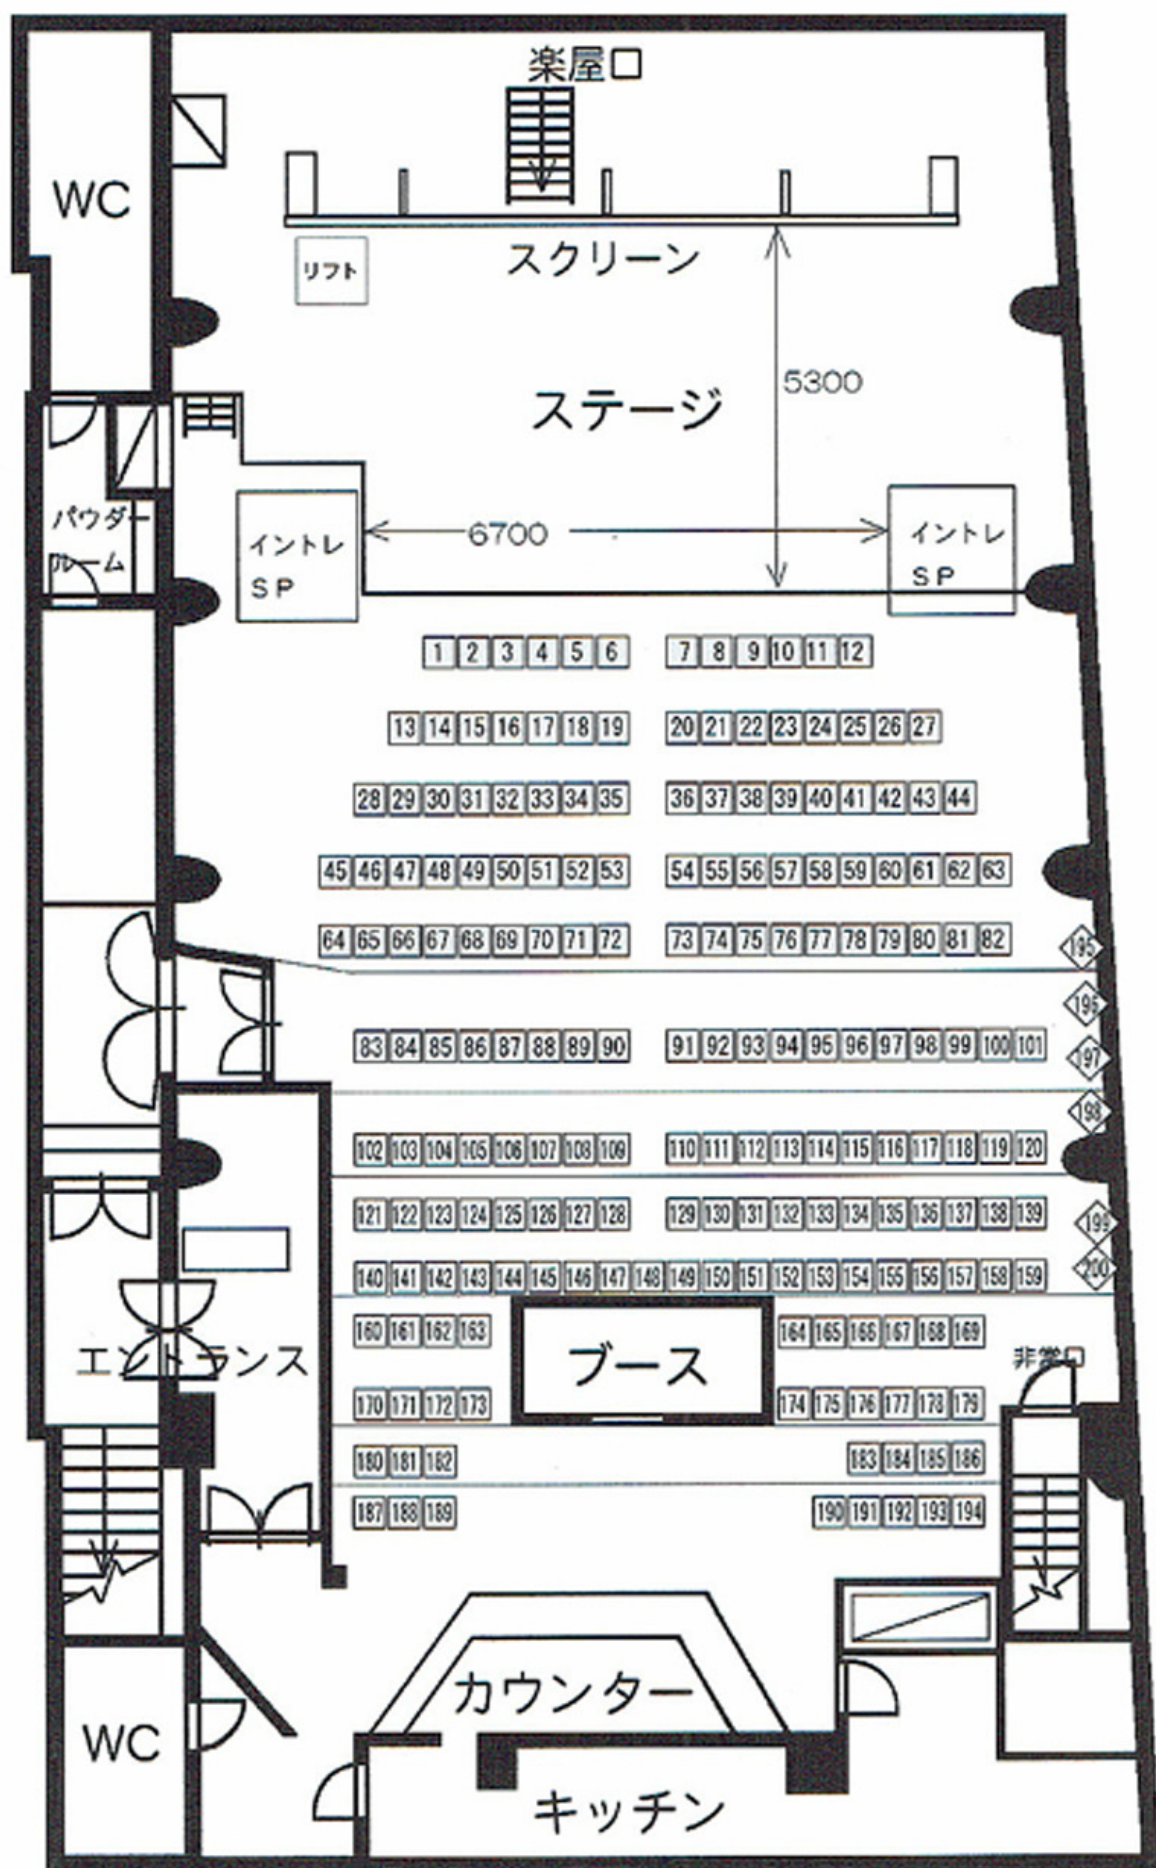 楽屋口
WC
スクリーン
リフト
5300
ステージ
パウダー
ルーム
イントレ
SP
6700
イントレ
SP
1 2 3 4 5 6 7 8 9 10 11 12
13 14 15 16 17 18 19 20 21 22 23 24 25 26 27
28 29 30 31 32 33 34 35 36 37 38 39 40 41 42 43 44
45 46 47 48 49 50 51 52 53 54 55 56 57 58 59 60 61 62 63
64 65 66 67 68 69 70 71 72 73 74 75 76 77 78 79 80 81 82
195
196
83 84 85 86 87 88 89 90 91 92 93 94 95 96 97 98 99 100 101
197
198
102 103 104 105 106 107 108 109 110 111 112 113 114 115 116 117 118 119 120
121 122 123 124 125 126 127 128 129 130 131 132 133 134 135 136 137 138 139
199
140 141 142 143 144 145 146 147 148 149 150 151 152 153 154 155 156 157 158 159
200
160 161 162 163 164 165 166 167 168 169
エントランス
ブース
非常口
170 171 172 173 174 175 176 177 178 179
180 181 182 183 184 185 186
187 188 189 190 191 192 193 194
カウンター
WC
キッチン